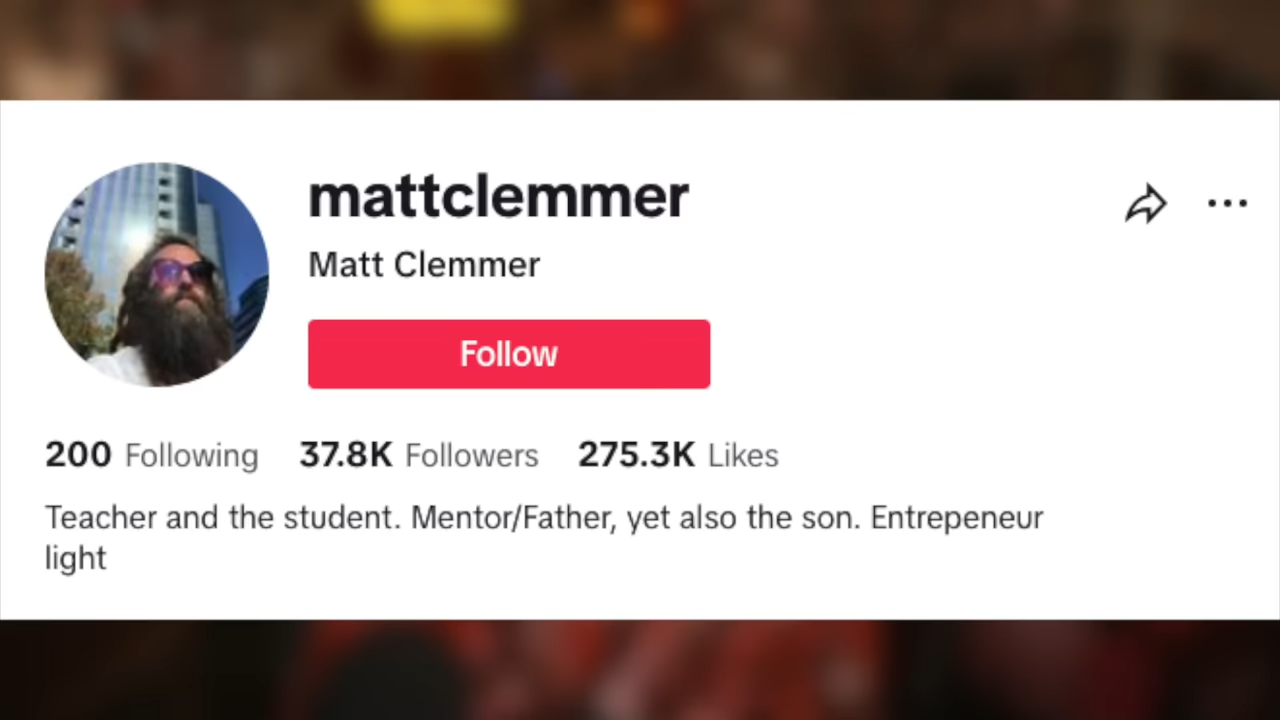 mattclemmer
Matt Clemmer
Follow
200 Following 37.8K Followers 275.3K Likes
Teacher and the student. Mentor/Father, yet also the son. Entrepeneur
light